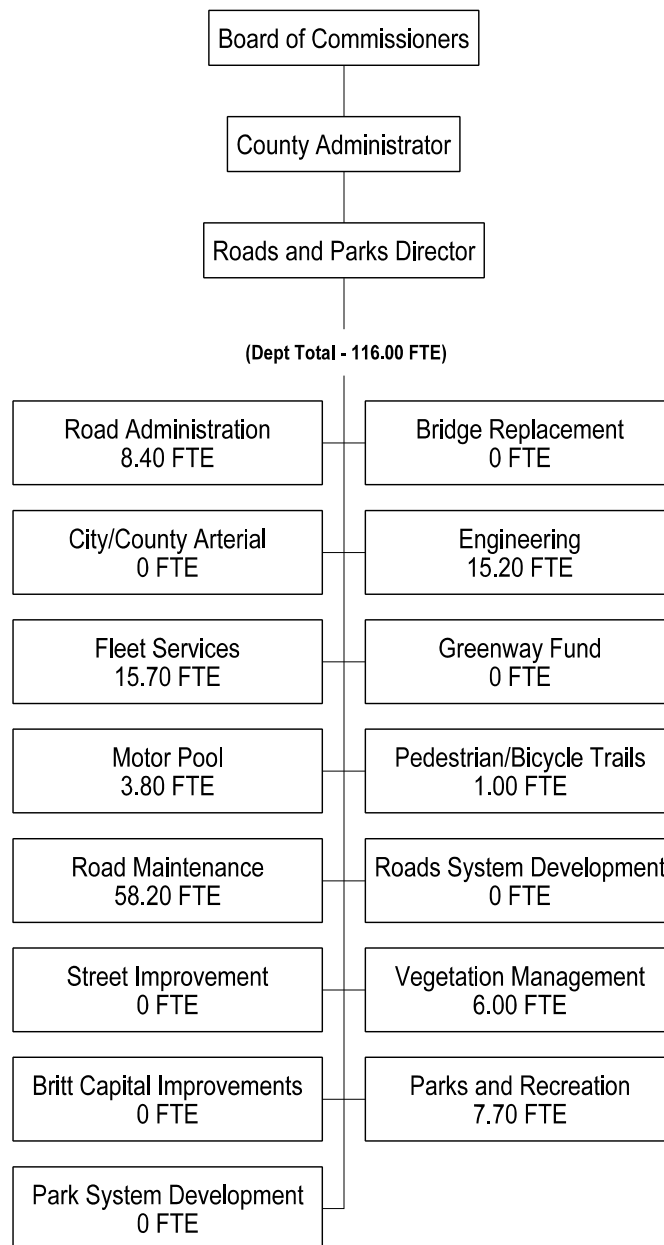 Board of Commissioners
County Administrator
Roads and Parks Director
(Dept Total - 116.00 FTE)
Road Administration
8.40 FTE
Bridge Replacement
0 FTE
City/County Arterial
0 FTE
Engineering
15.20 FTE
Fleet Services
15.70 FTE
Greenway Fund
0 FTE
Motor Pool
3.80 FTE
Pedestrian/Bicycle Trails
1.00 FTE
Road Maintenance
58.20 FTE
Roads System Development
0 FTE
Street Improvement
0 FTE
Vegetation Management
6.00 FTE
Britt Capital Improvements
0 FTE
Parks and Recreation
7.70 FTE
Park System Development
0 FTE